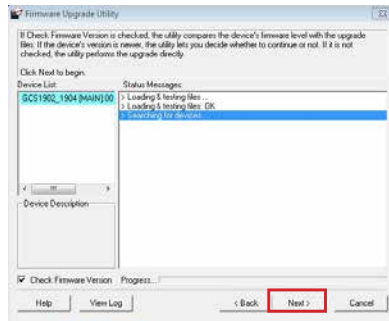 Firmware Upgrade Utility
If Check Firmware Version is checked, the utility compares the device's firmware level with the upgrade
files. If the device's version is newer, the utility lets you decide whether to continue or not. If it is not
checked, the utility performs the upgrade directly.
Click Next to begin.
Device List:
Status Messages:
GCS1902_1904 [MAIN]:00
> Loading & testing files ...
> Loading & testing files: OK
> Searching for devices
Device Description
Check Firmware Version
Progress...
Help
View Log
< Back
Next >
Cancel